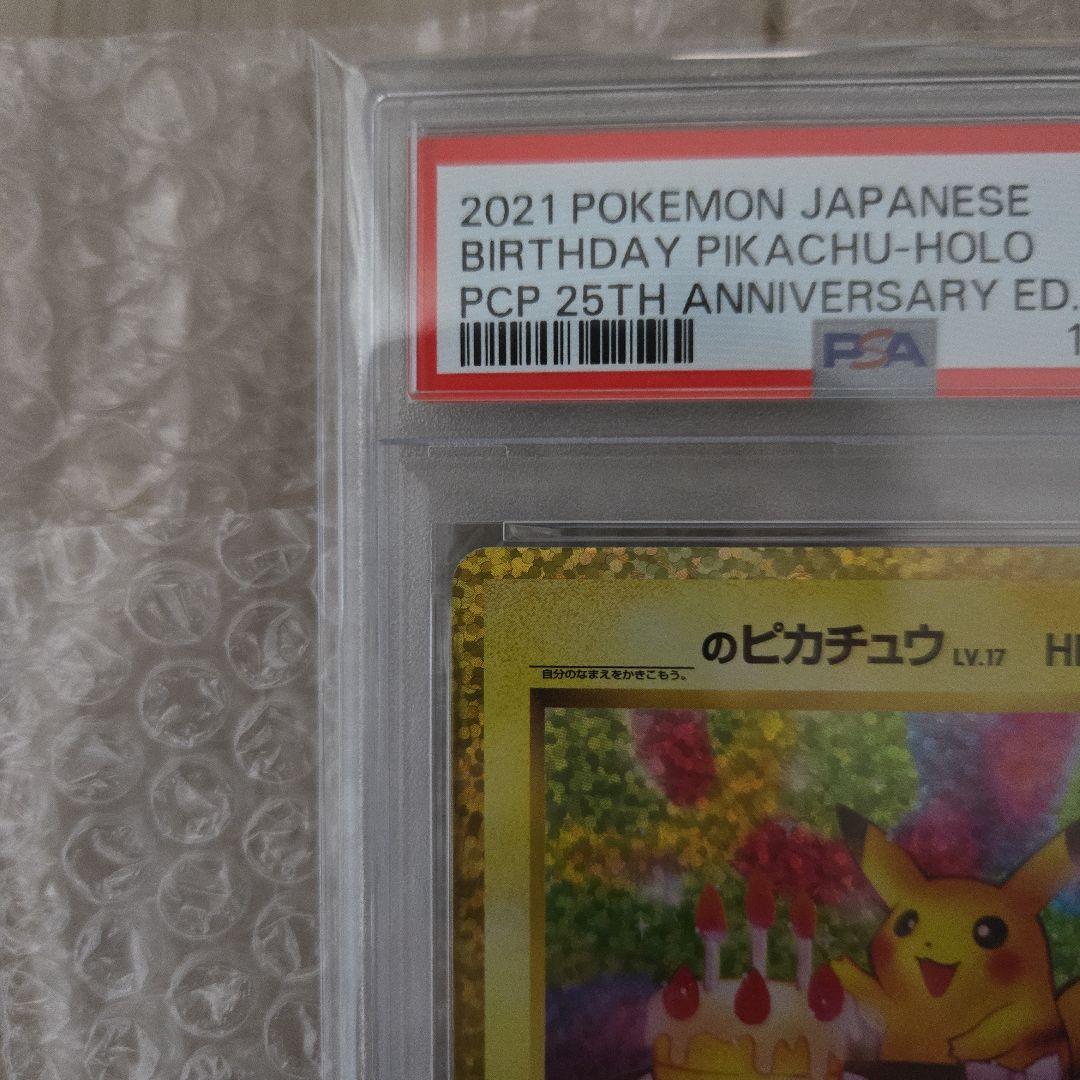 2021 POKEMON JAPANESE
BIRTHDAY PIKACHU-HOLO
PCP 25TH ANNIVERSARY ED.
PSA
のピカチュウ LV.17
自分のなまえをかきこもう。